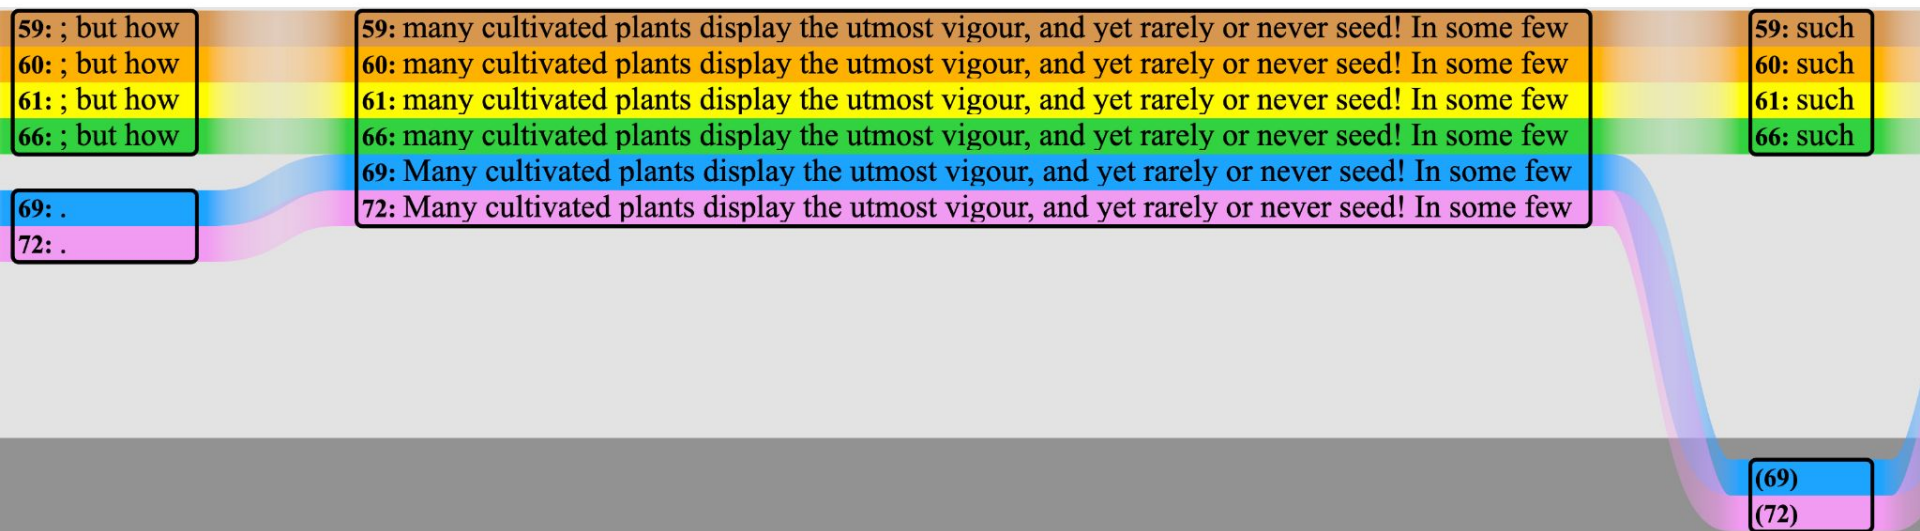 59: ; but how
60: ; but how
61: ; but how
66: ; but how
69: .
72: .
59: many cultivated plants display the utmost vigour, and yet rarely or never seed! In some few
60: many cultivated plants display the utmost vigour, and yet rarely or never seed! In some few
61: many cultivated plants display the utmost vigour, and yet rarely or never seed! In some few
66: many cultivated plants display the utmost vigour, and yet rarely or never seed! In some few
69: Many cultivated plants display the utmost vigour, and yet rarely or never seed! In some few
72: Many cultivated plants display the utmost vigour, and yet rarely or never seed! In some few
59: such
60: such
61: such
66: such
(69)
(72)